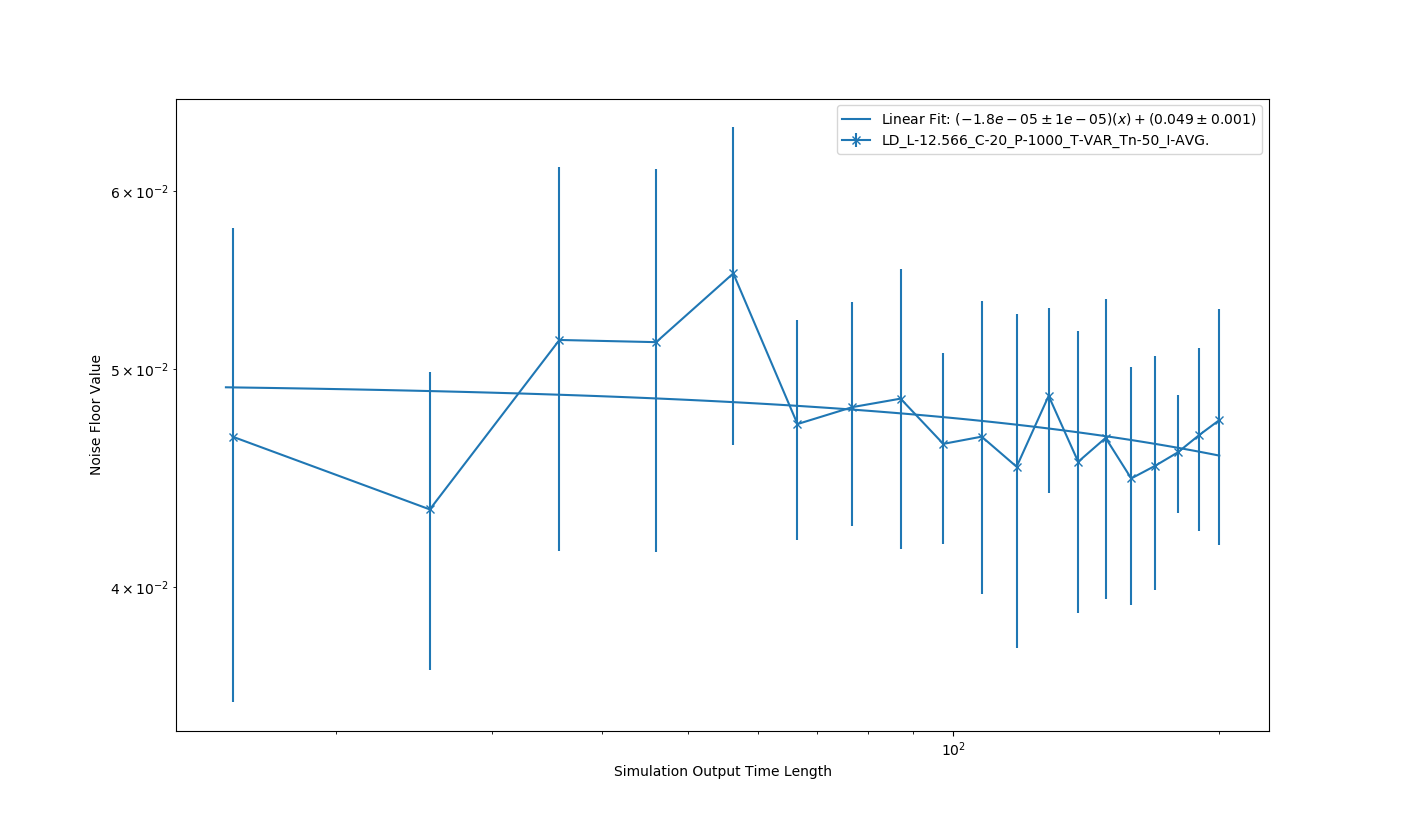 Linear Fit: (−1.8e−05±1e−05)(x)+(0.049±0.001)
LD_L-12.566_C-20_P-1000_T-VAR_Tn-50_I-AVG.
6 × 10⁻²
5 × 10⁻²
4 × 10⁻²
Noise Floor Value
10²
Simulation Output Time Length